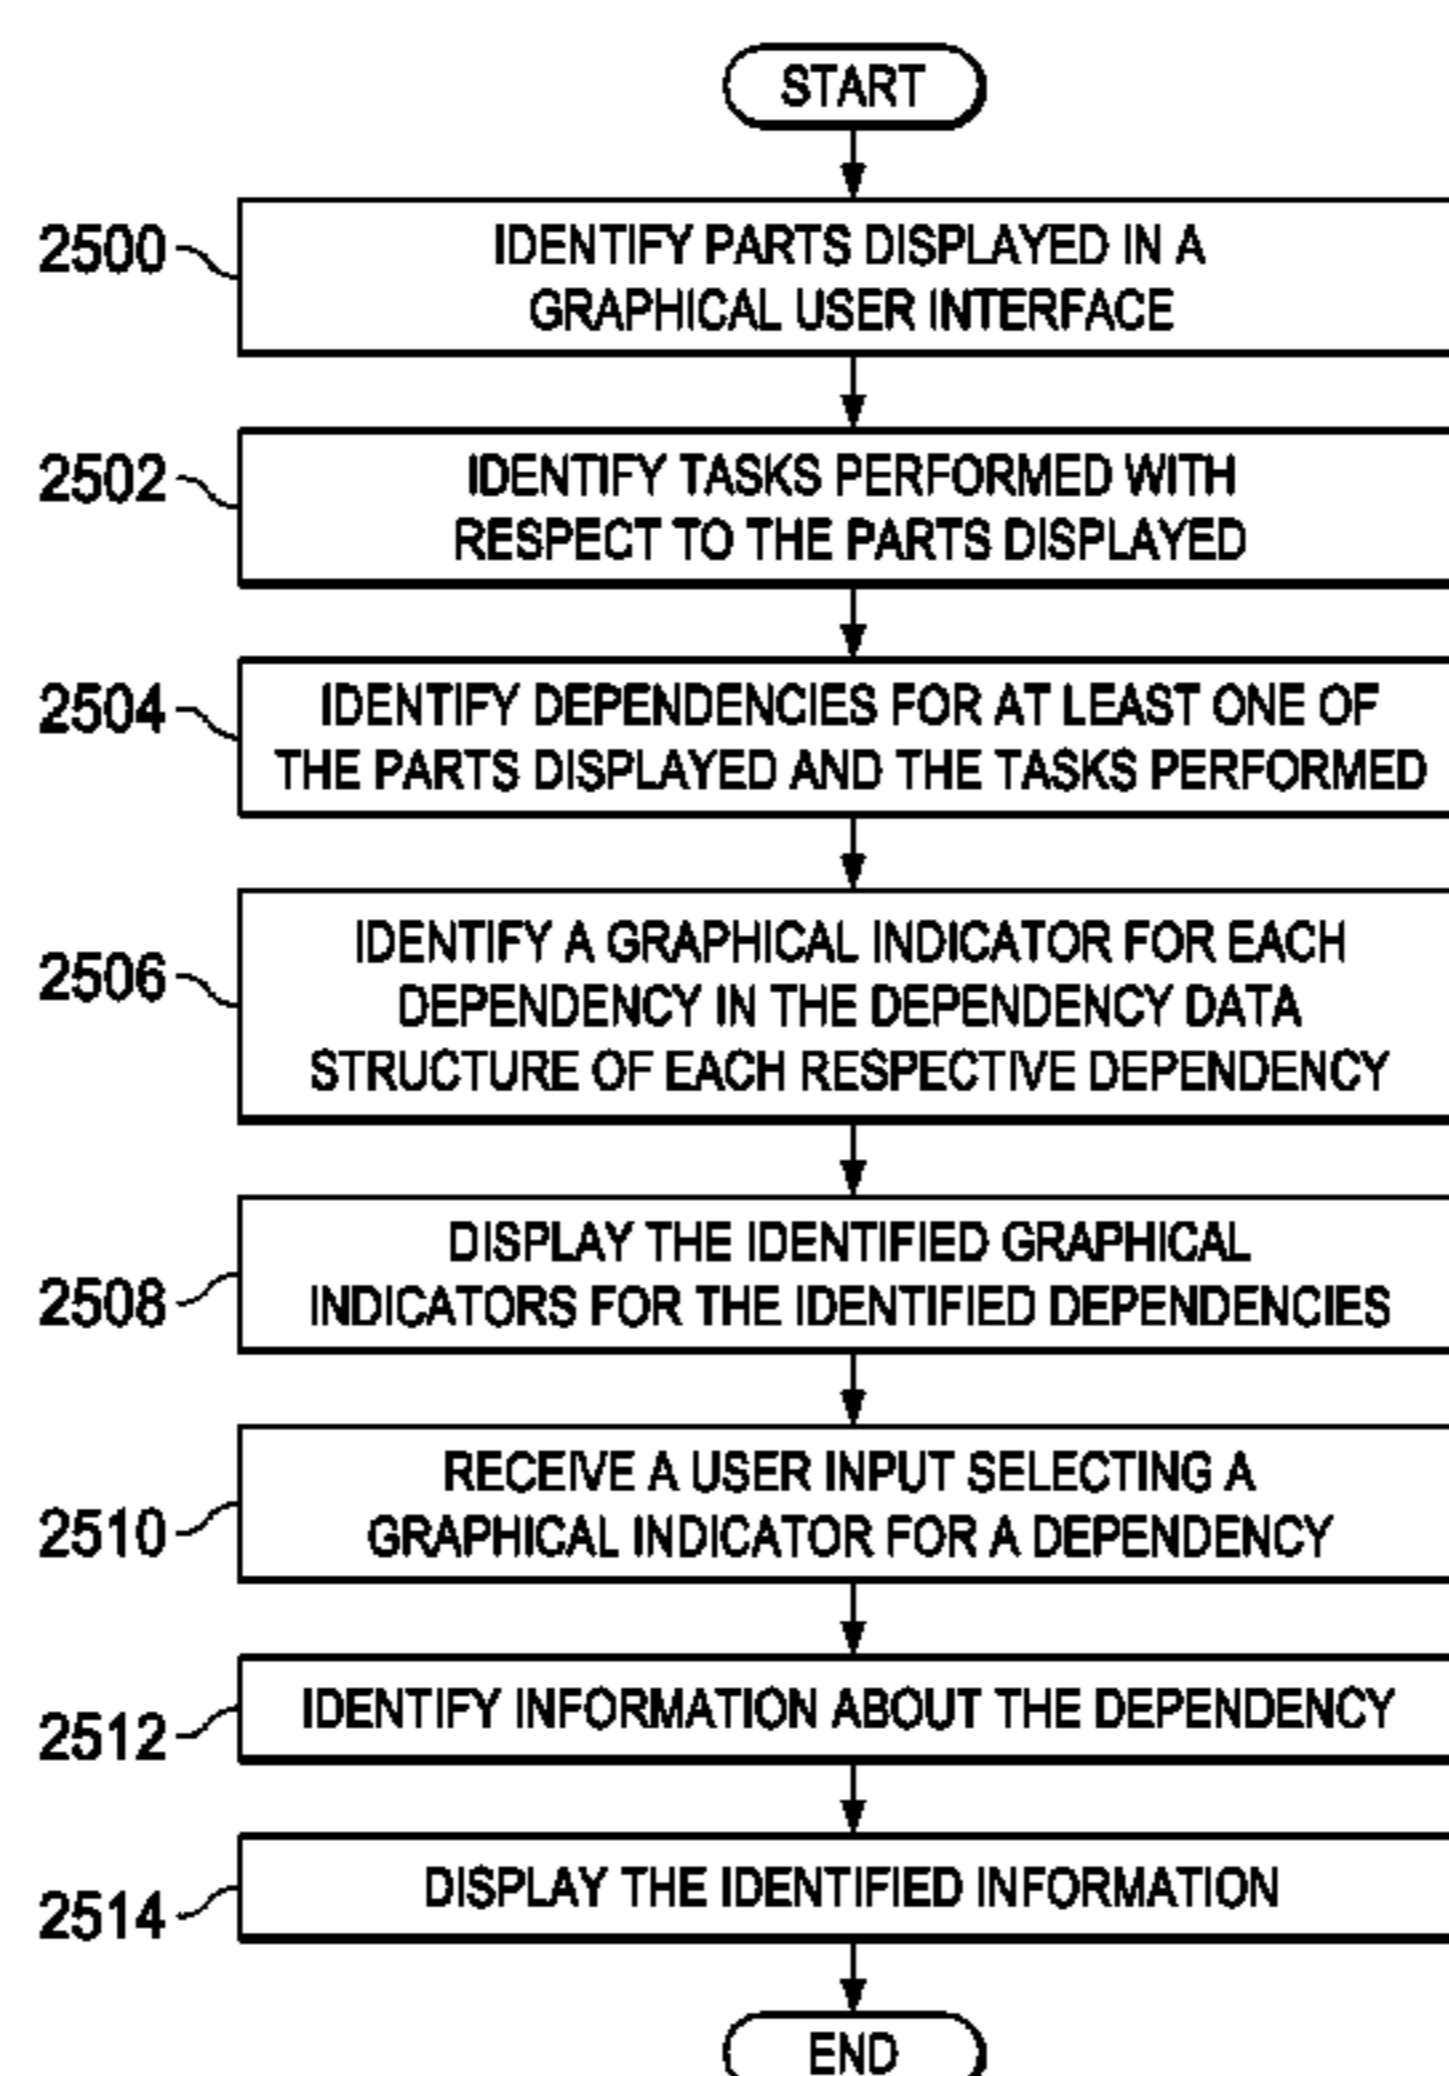 START
2500
IDENTIFY PARTS DISPLAYED IN A
GRAPHICAL USER INTERFACE
2502
IDENTIFY TASKS PERFORMED WITH
RESPECT TO THE PARTS DISPLAYED
2504
IDENTIFY DEPENDENCIES FOR AT LEAST ONE OF
THE PARTS DISPLAYED AND THE TASKS PERFORMED
2506
IDENTIFY A GRAPHICAL INDICATOR FOR EACH
DEPENDENCY IN THE DEPENDENCY DATA
STRUCTURE OF EACH RESPECTIVE DEPENDENCY
2508
DISPLAY THE IDENTIFIED GRAPHICAL
INDICATORS FOR THE IDENTIFIED DEPENDENCIES
2510
RECEIVE A USER INPUT SELECTING A
GRAPHICAL INDICATOR FOR A DEPENDENCY
2512
IDENTIFY INFORMATION ABOUT THE DEPENDENCY
2514
DISPLAY THE IDENTIFIED INFORMATION
END